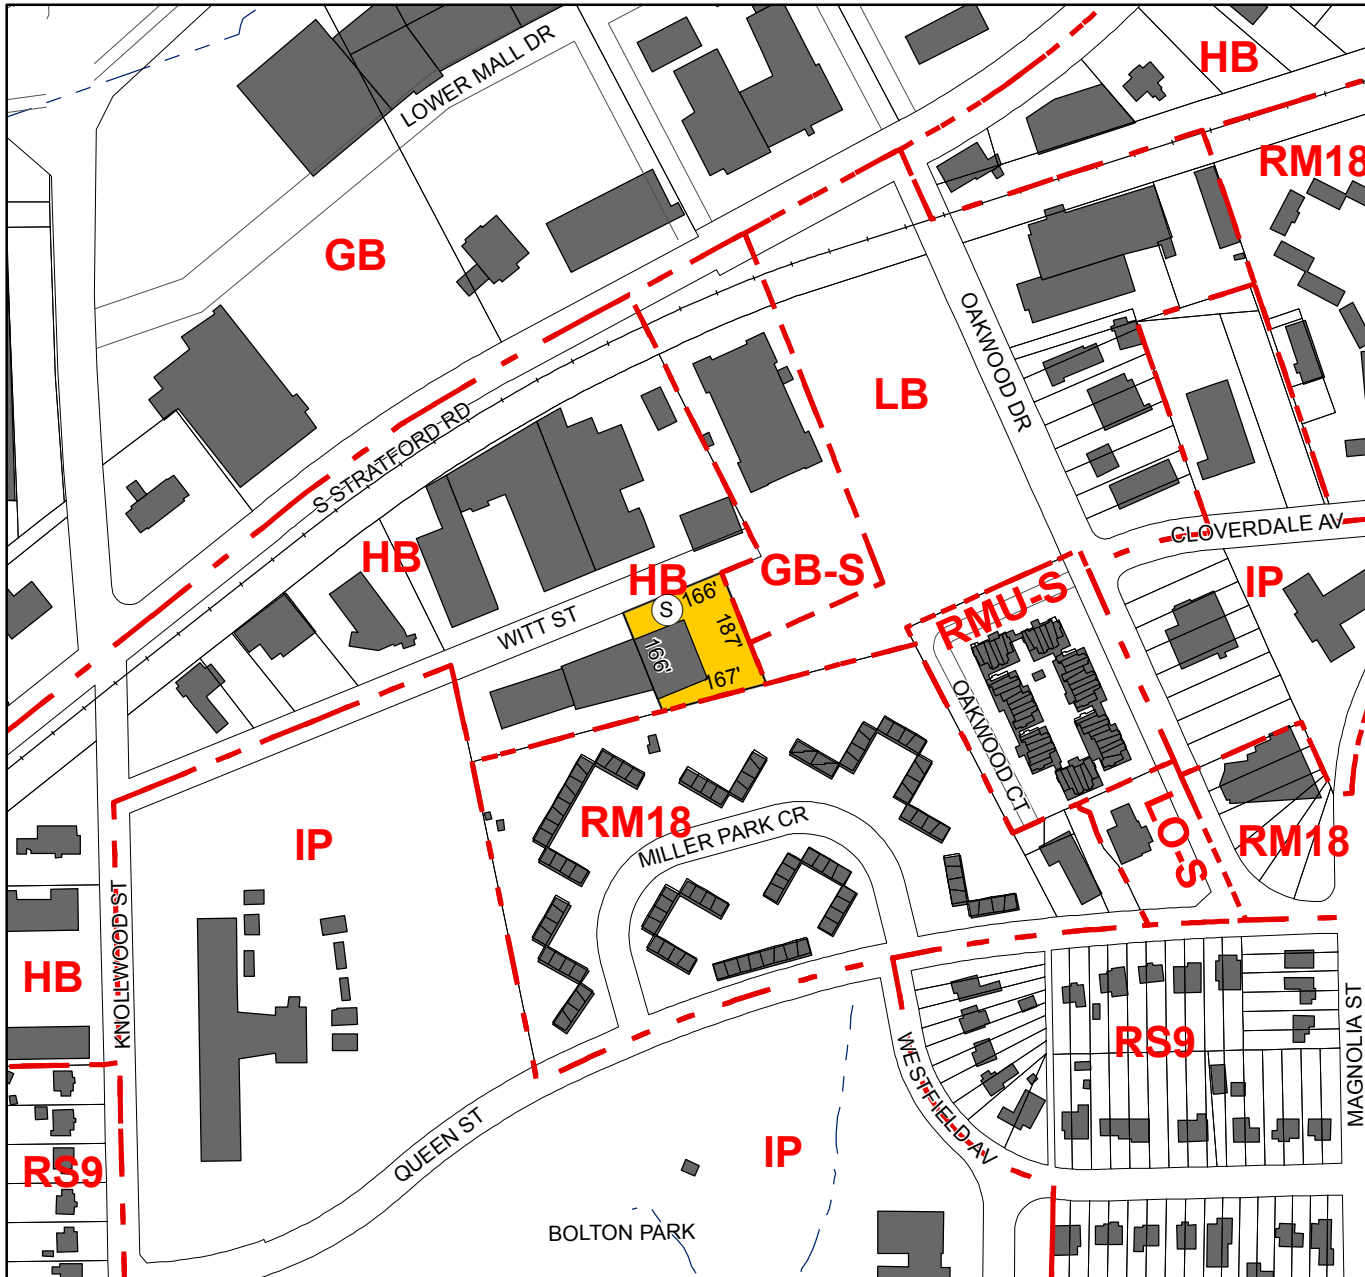 LOWER MALL DR
HB
RM18
GB
OAKWOOD DR
LB
S STRATFORD RD
CLOVERDALE AV
HB
HB
GB-S
IP
S
166'
187'
166'
167'
WITT ST
RMU-S
OAKWOOD CT
RM18
MILLER PARK CR
IP
LO-S
RM18
KNOLLWOOD ST
HB
RS9
MAGNOLIA ST
WESTFIELD AV
QUEEN ST
IP
RS9
BOLTON PARK